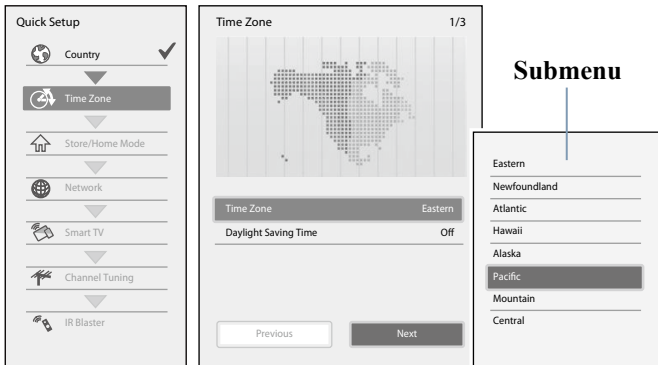 Quick Setup
Country
Time Zone
Store/Home Mode
Network
Smart TV
Channel Tuning
IR Blaster
Time Zone 1/3
Time Zone Eastern
Daylight Saving Time Off
Previous Next
Submenu
Eastern
Newfoundland
Atlantic
Hawaii
Alaska
Pacific
Mountain
Central